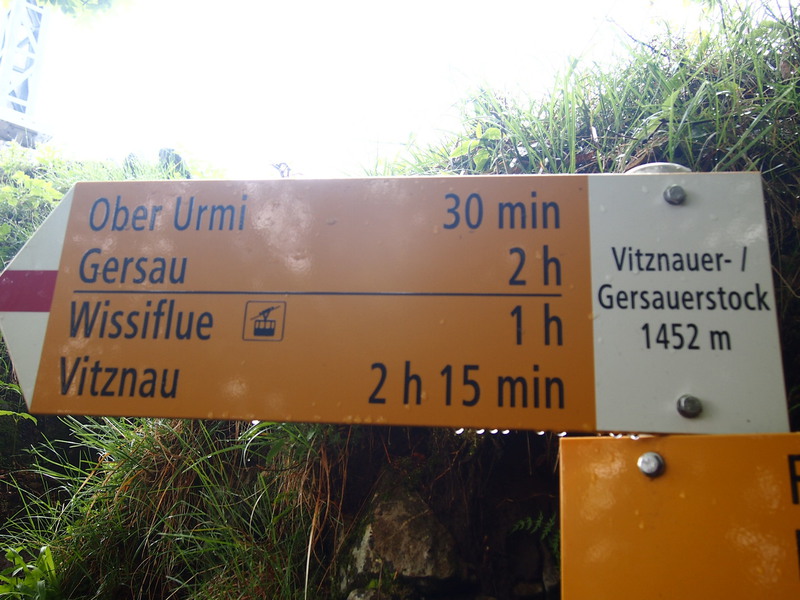 Ober Urmi 30 min
Gersau 2 h
Wissiflue 1 h
Vitznau 2 h 15 min
Vitznauer- /
Gersauerstock
1452 m